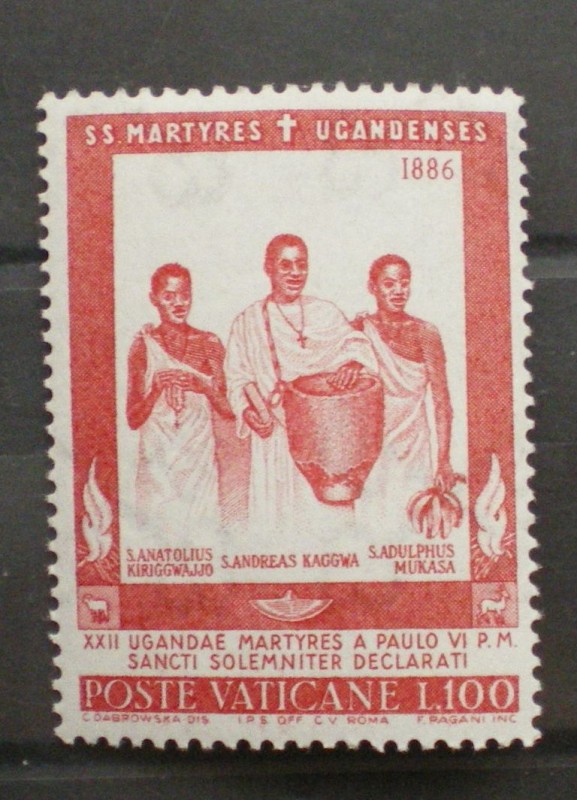 SS. MARTYRES ✝ UGANDENSES
1886
S. ANATOLIUS KIRIGGWAJJO
S. ANDREAS KAGGWA
S. ADULPHUS MUKASA
XXII UGANDAE MARTYRES A PAULO VI P. M.
SANCTI SOLEMNITER DECLARATI
POSTE VATICANE L.100
C. DABROWSKA-DIS I.P.S. OFF C.V. ROMA F. PAGANI INC